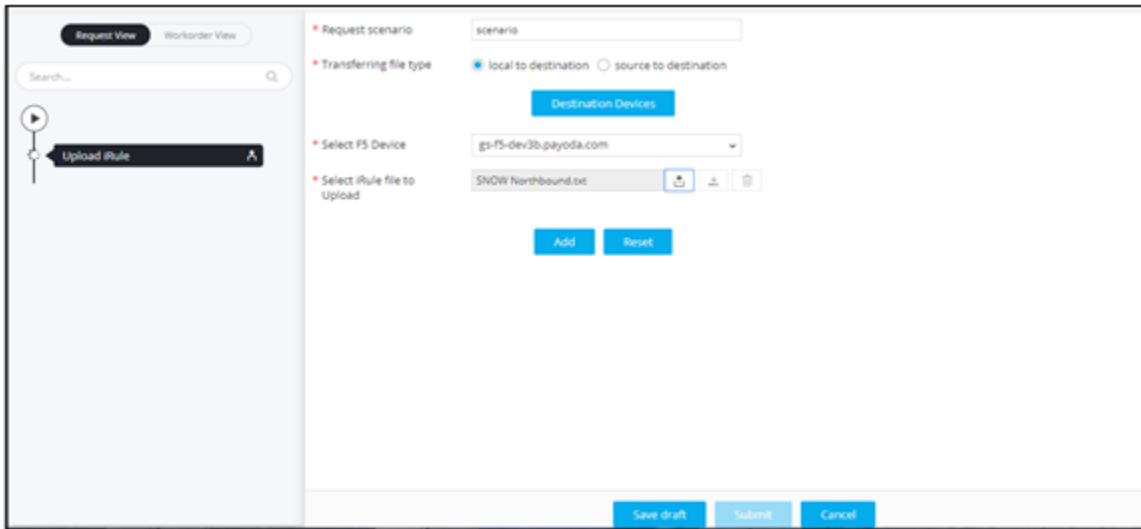 Request View Workorder View
Search...
Upload iRule
* Request scenario scenario
* Transferring file type local to destination source to destination
Destination Devices
* Select F5 Device gs-f5-dev3b.payoda.com
* Select iRule file to SNOW Northbound.txt
Upload
Add Reset
Save draft Submit Cancel